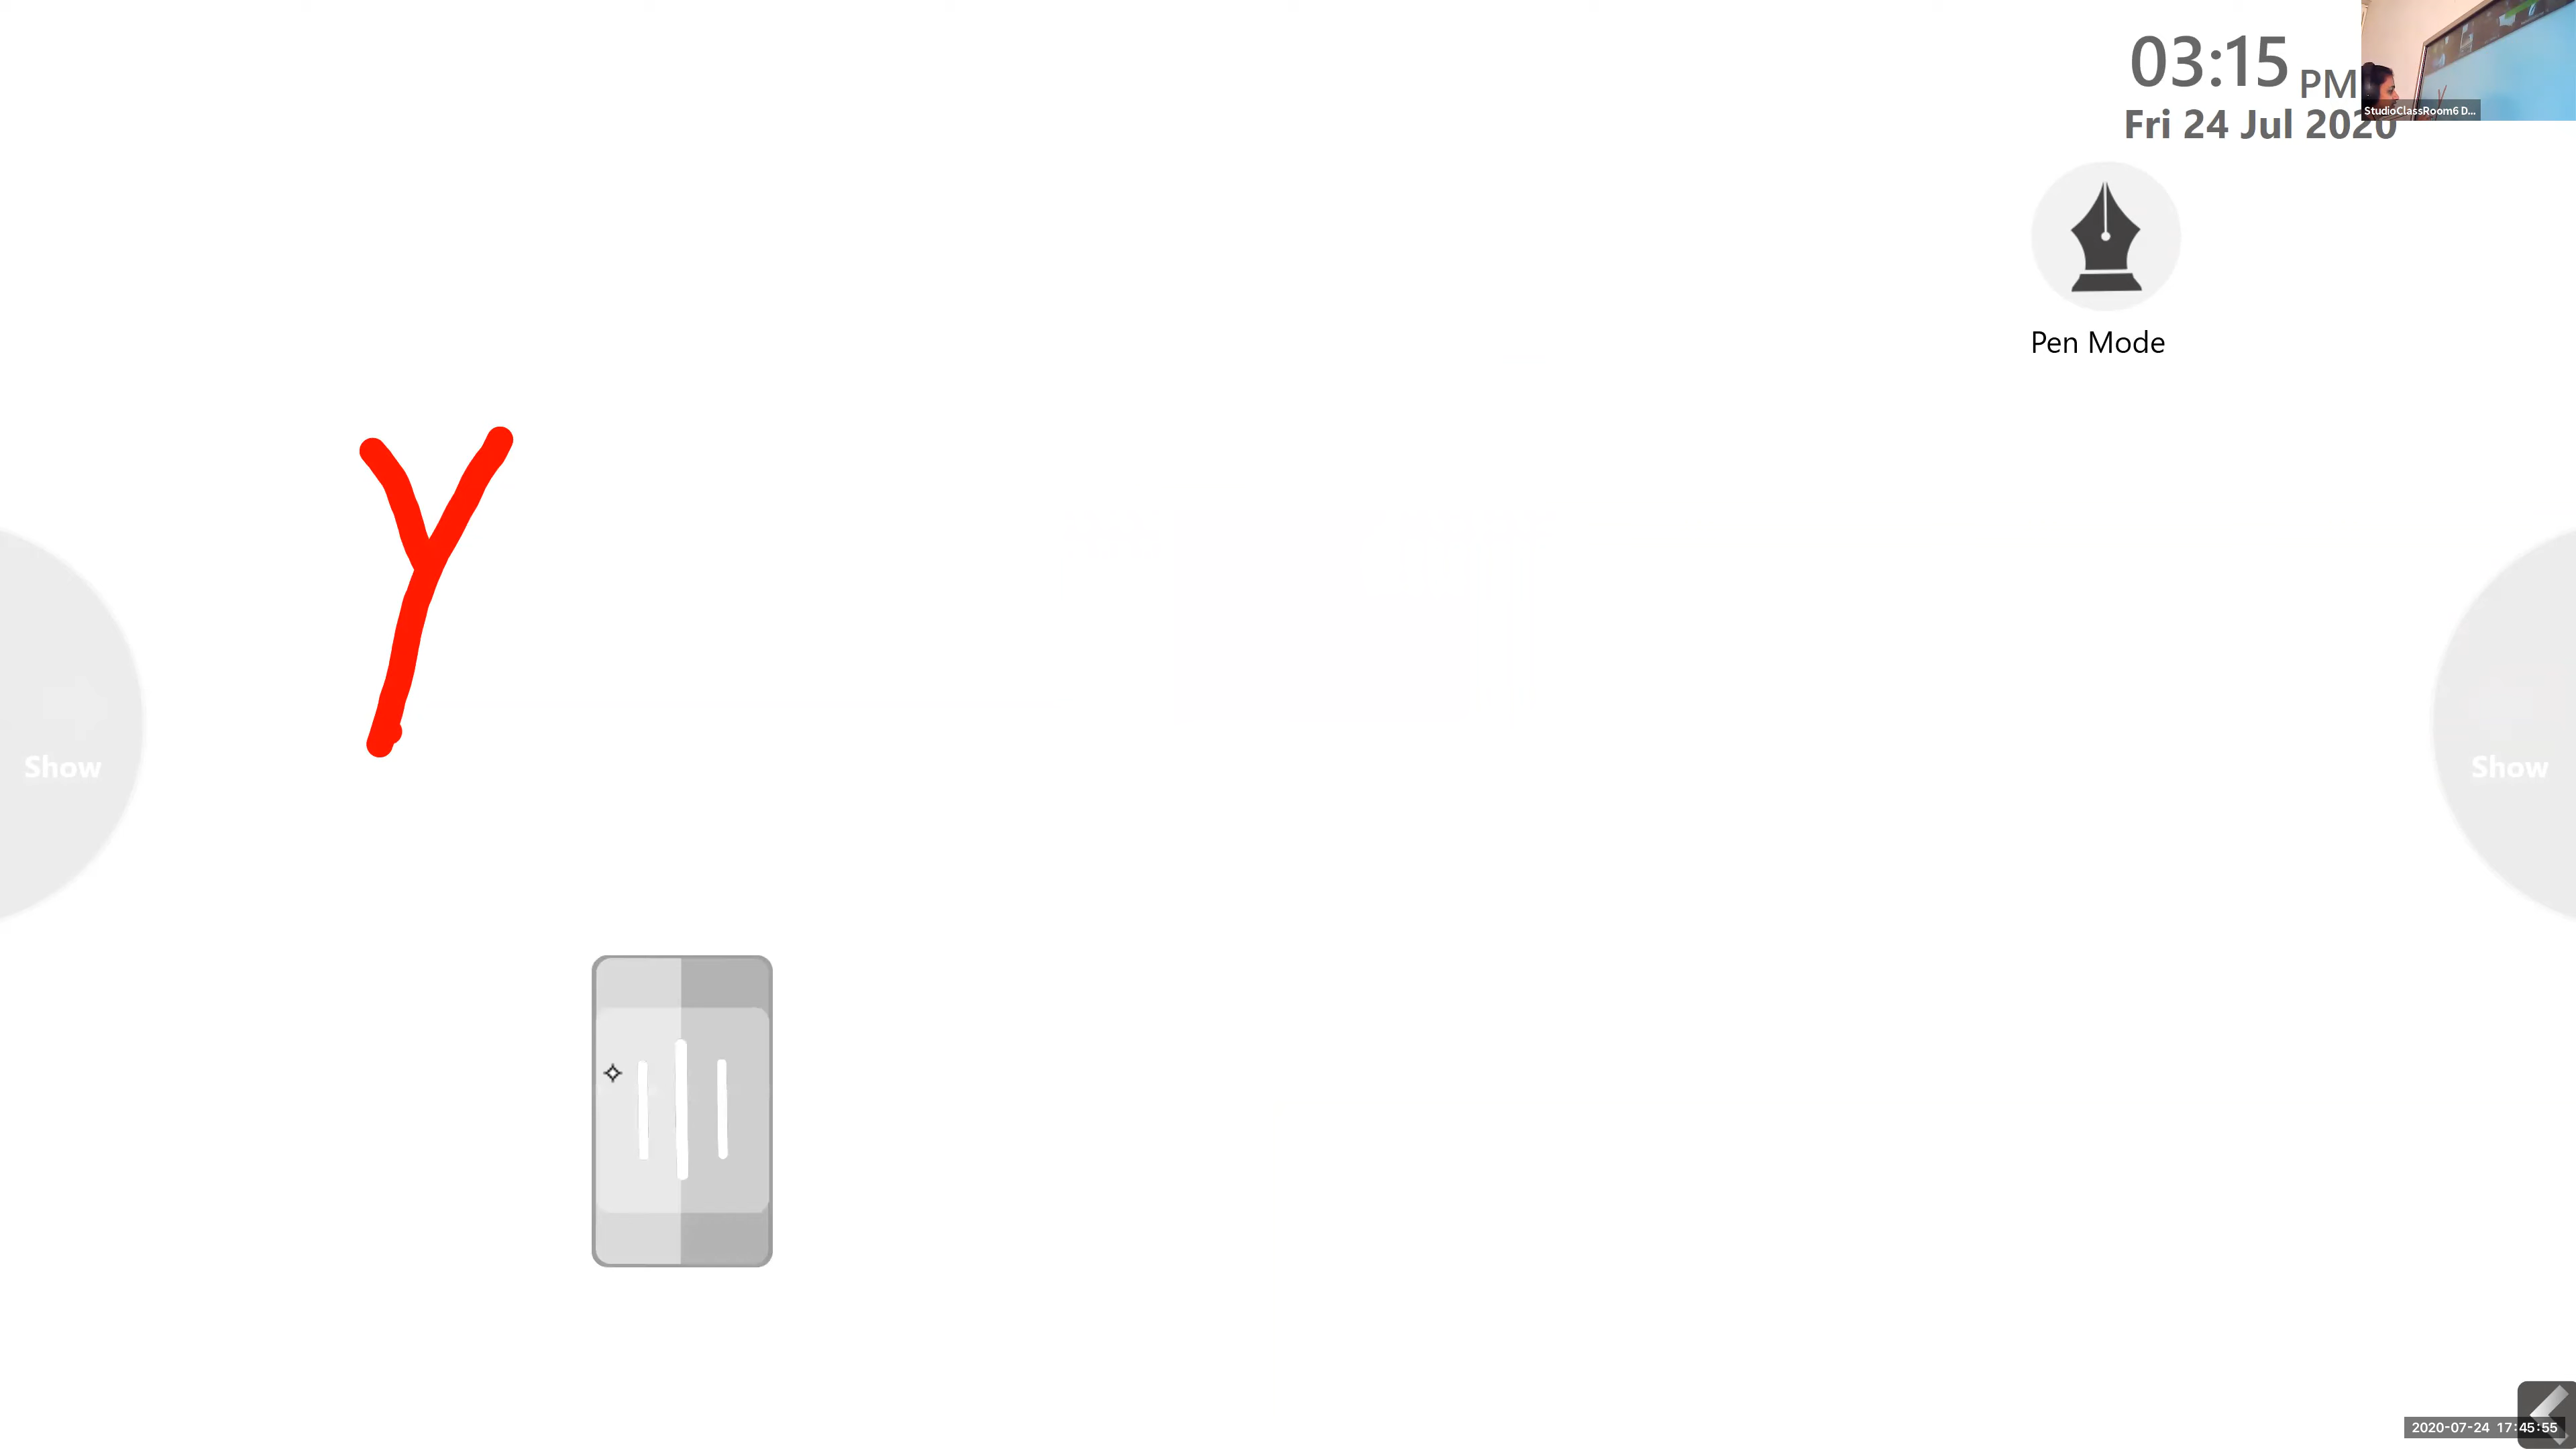 03:15 PM
StudioClassRoom6 D...
Fri 24 Jul 2020
Pen Mode
Y
Show
Show
2020-07-24 17:45:55